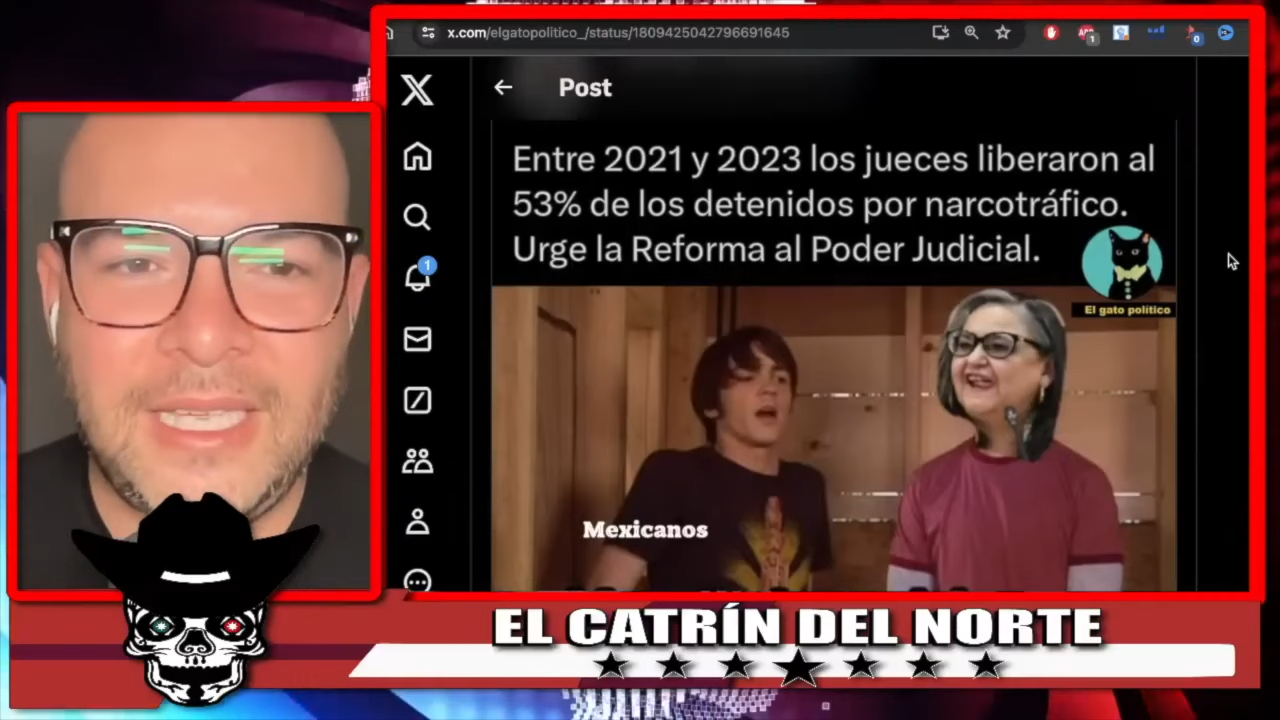 x.com/elgatopolitico_/status/1809425042796691645
Post
Entre 2021 y 2023 los jueces liberaron al
53% de los detenidos por narcotráfico.
Urge la Reforma al Poder Judicial.
El gato político
1
Mexicanos
EL CATRÍN DEL NORTE